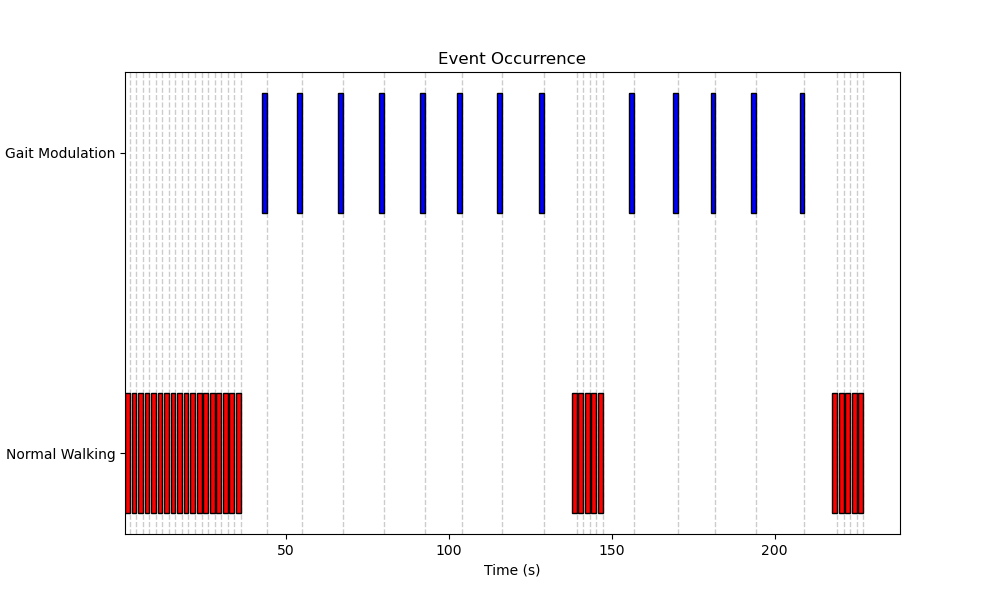 Event Occurrence
Gait Modulation
Normal Walking
50 100 150 200
Time (s)